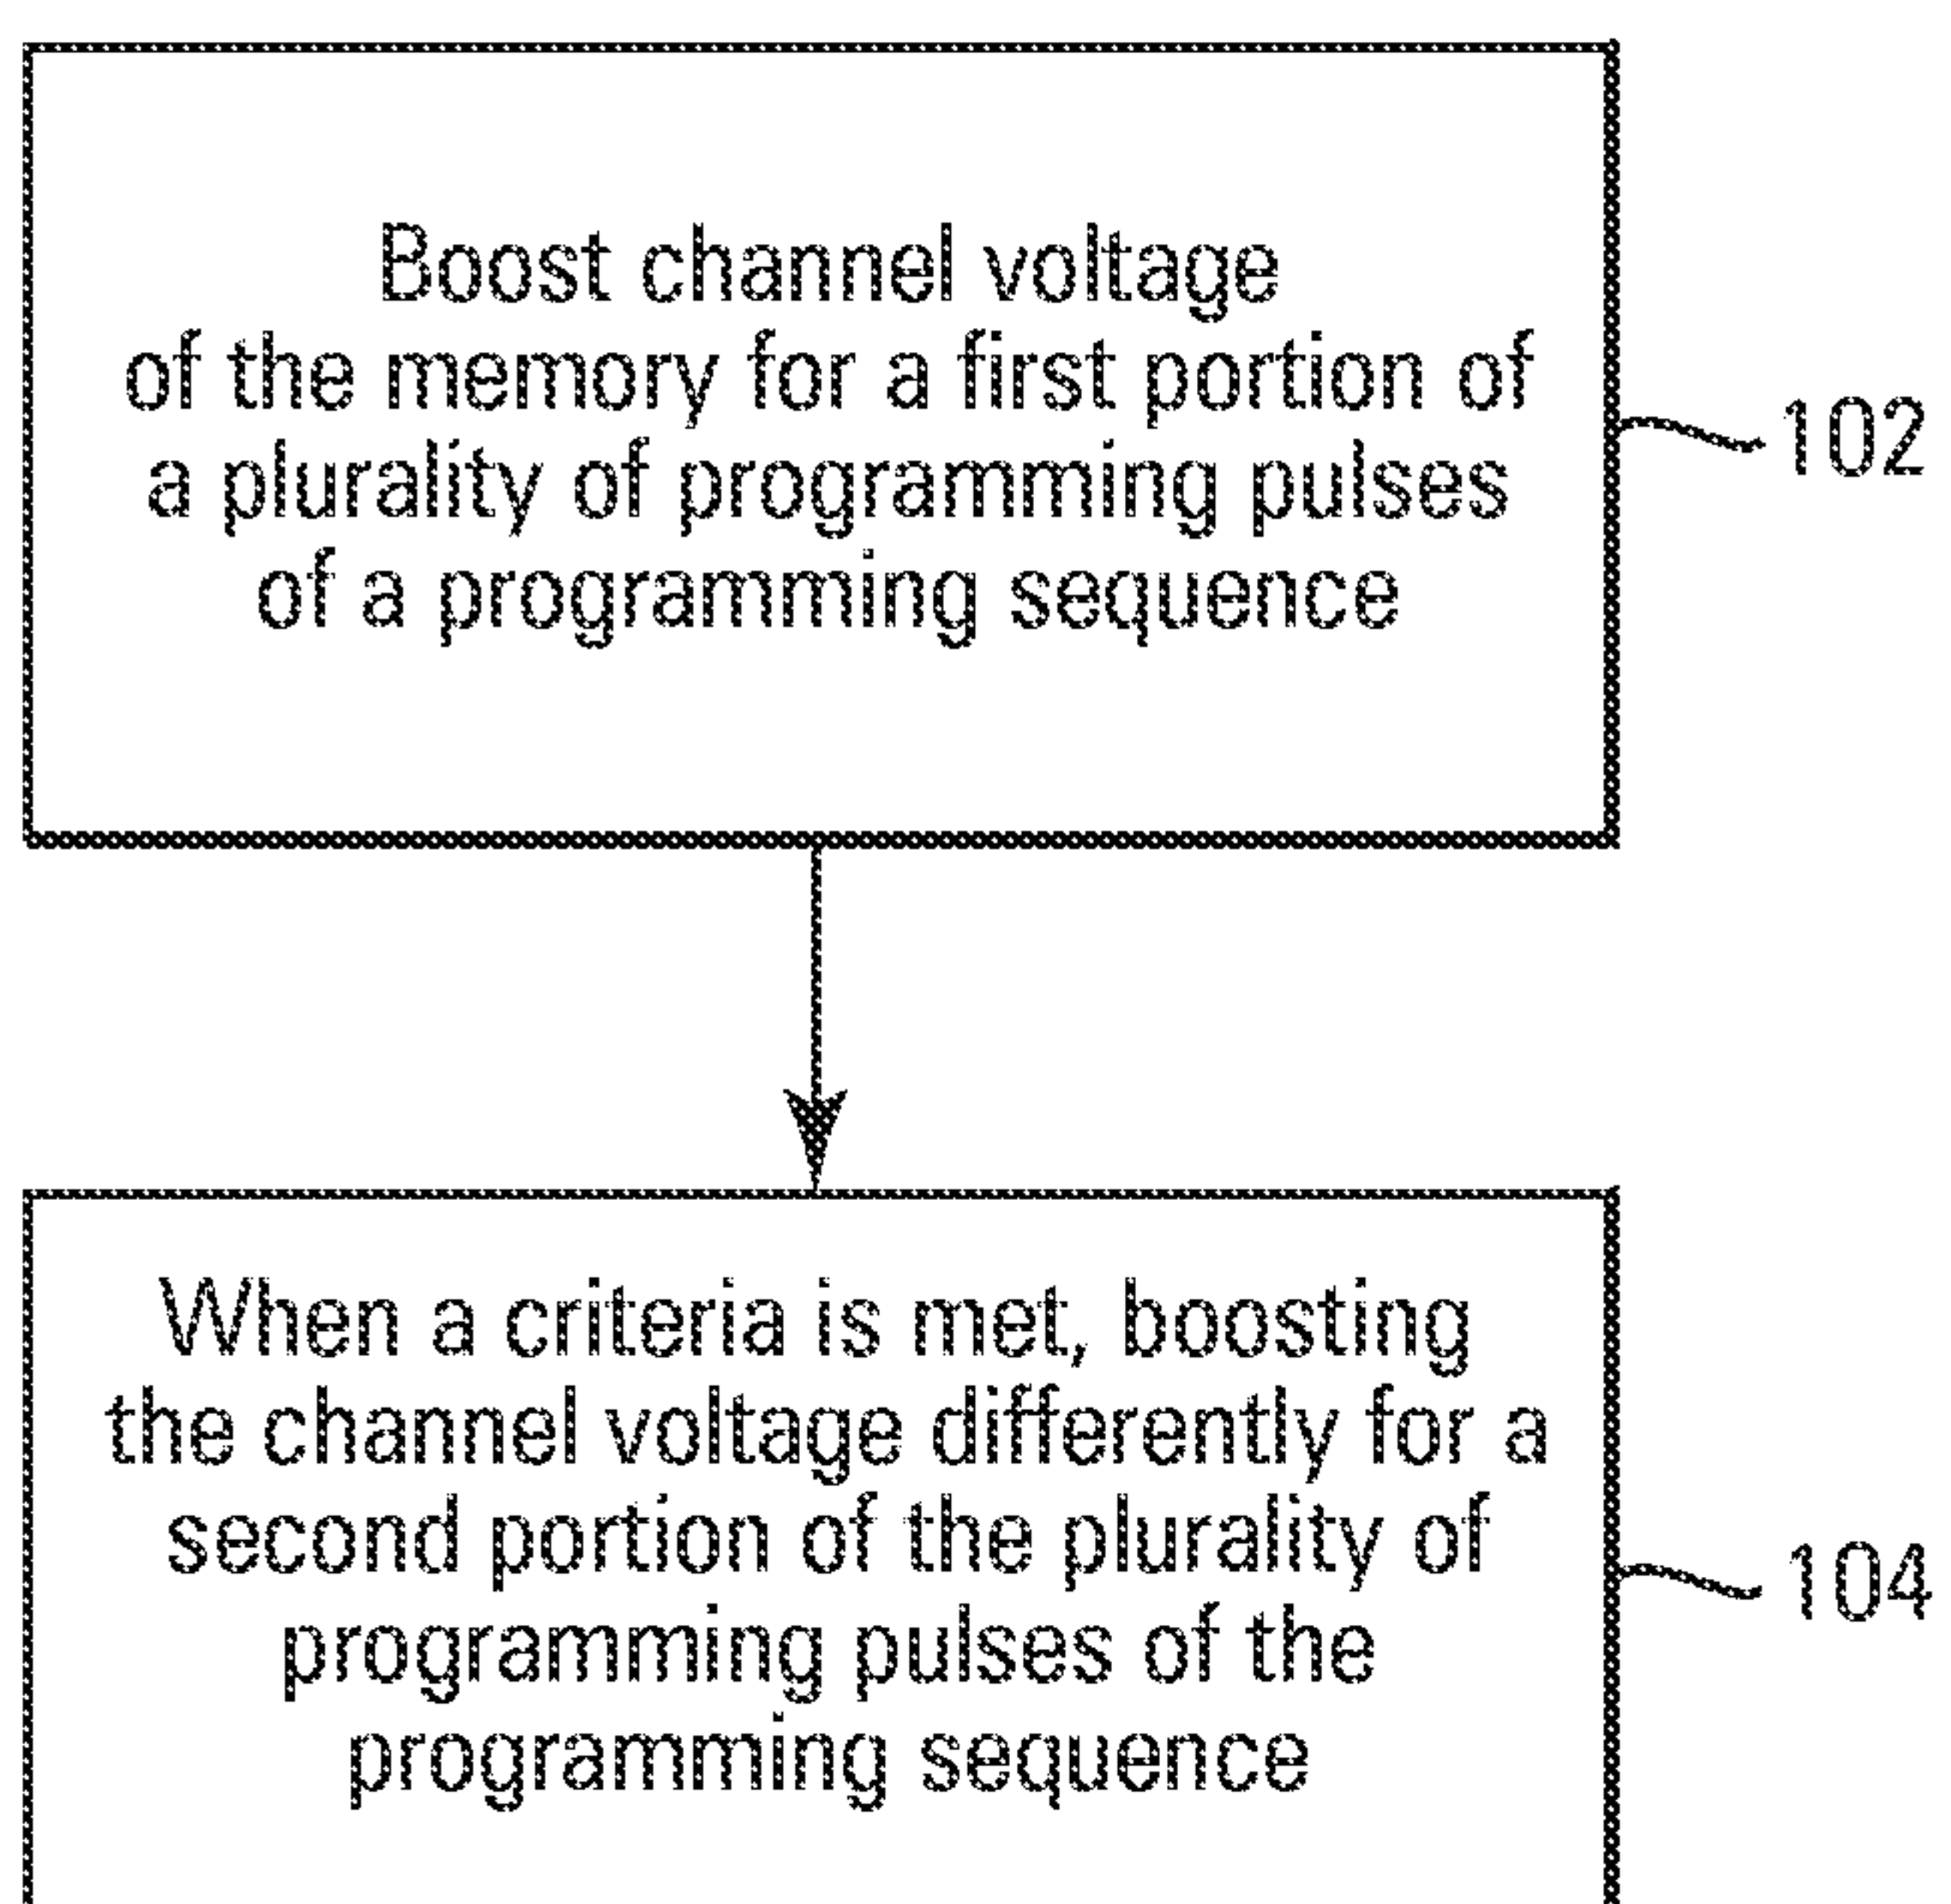 Boost channel voltage
of the memory for a first portion of
a plurality of programming pulses
of a programming sequence
102
When a criteria is met, boosting
the channel voltage differently for a
second portion of the plurality of
programming pulses of the
programming sequence
104